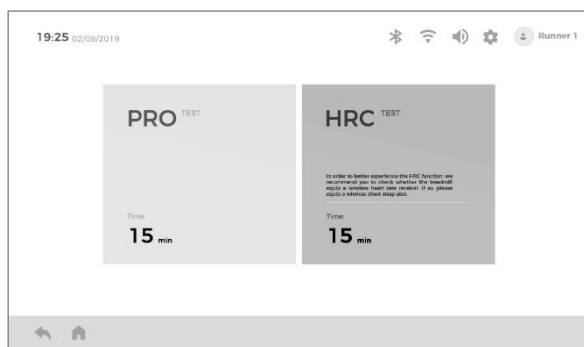 19:25 02/08/2019
Runner 1
PRO TEST
Time
15 min
HRC TEST
In order to better experience the HRC function, we
recommend you to check whether the treadmill
equip a wireless heart rate receiver. If so, please
equip a wireless chest strap also.
Time
15 min